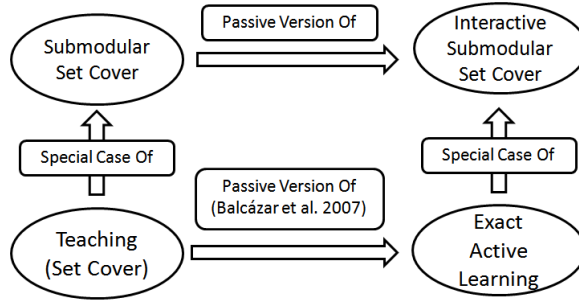 Submodular
Set Cover
Passive Version Of
Interactive
Submodular
Set Cover
Special Case Of
Special Case Of
Passive Version Of
(Balcázar et al. 2007)
Teaching
(Set Cover)
Exact
Active
Learning